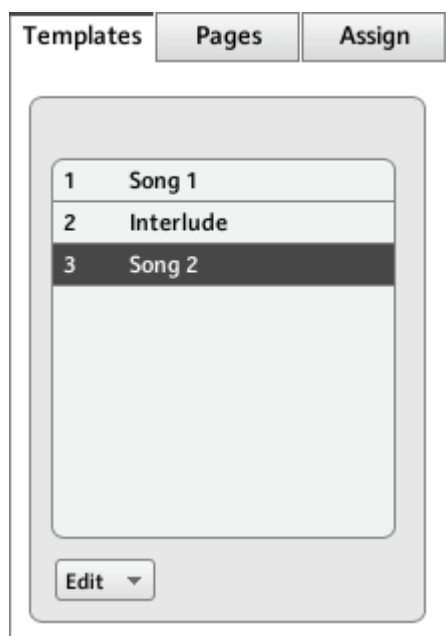 Templates Pages Assign
1 Song 1
2 Interlude
3 Song 2
Edit